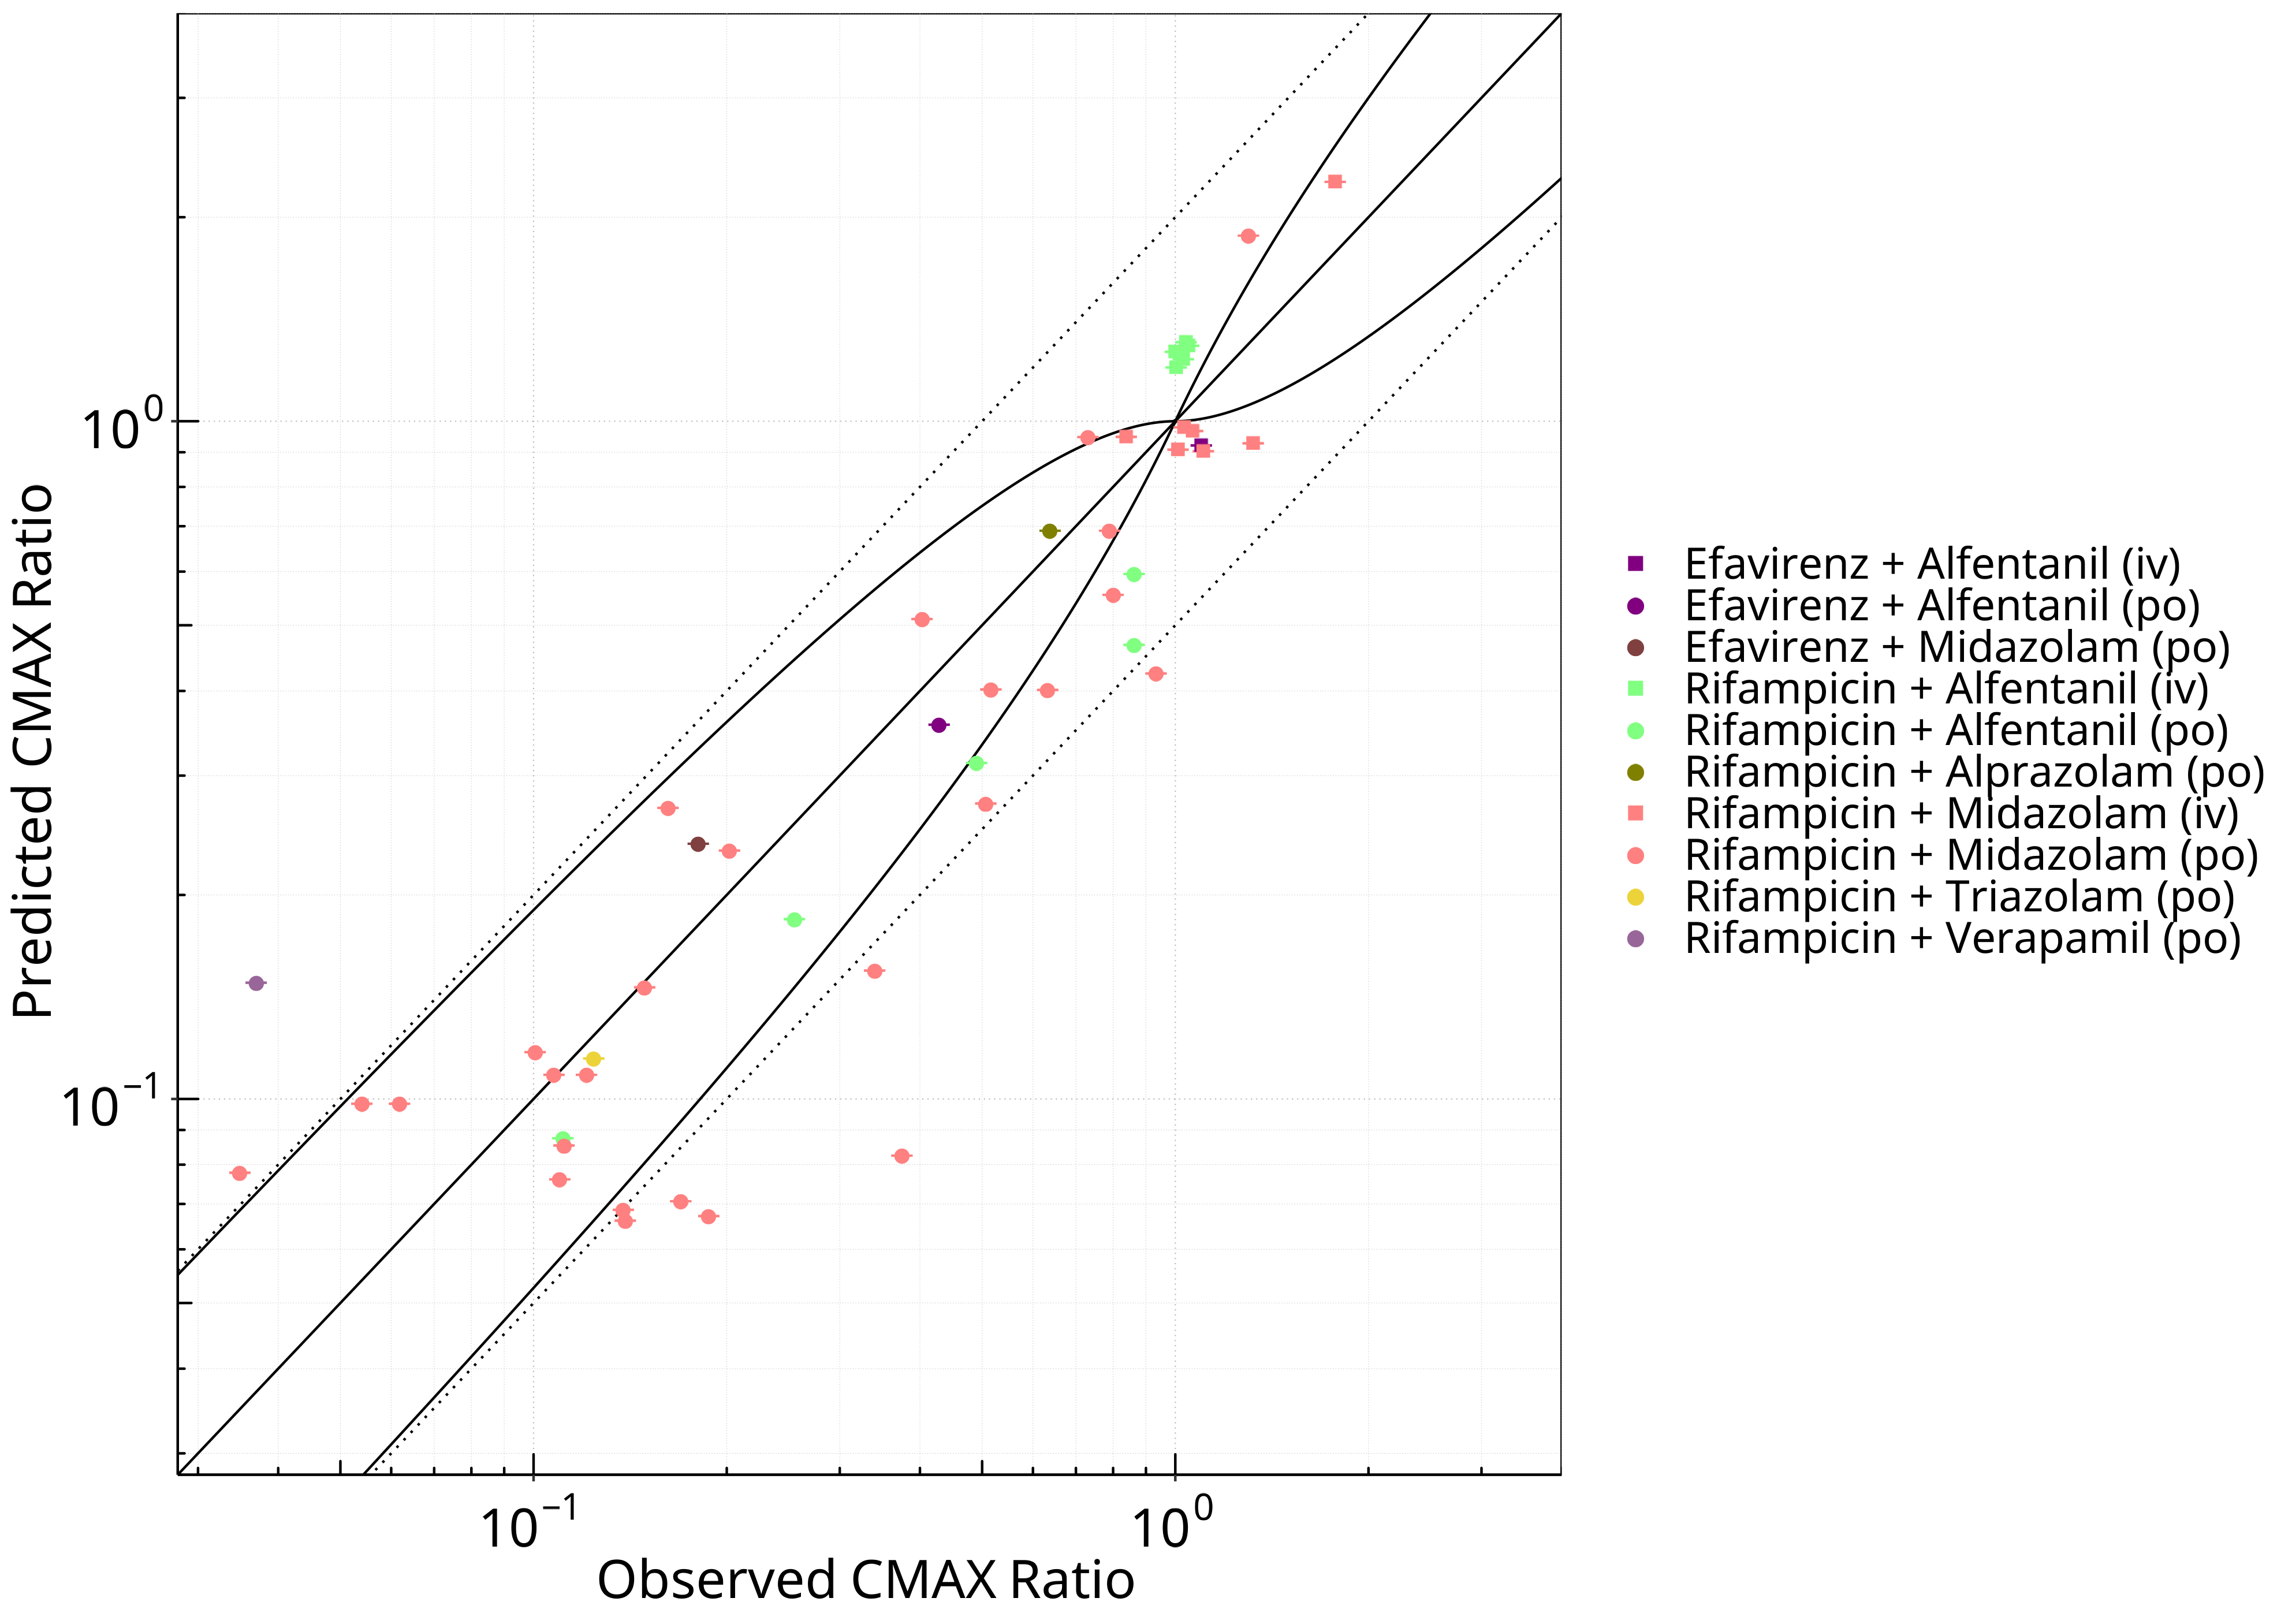 Predicted CMAX Ratio
10⁰
10⁻¹
10⁻¹
10⁰
Observed CMAX Ratio
Efavirenz + Alfentanil (iv)
Efavirenz + Alfentanil (po)
Efavirenz + Midazolam (po)
Rifampicin + Alfentanil (iv)
Rifampicin + Alfentanil (po)
Rifampicin + Alprazolam (po)
Rifampicin + Midazolam (iv)
Rifampicin + Midazolam (po)
Rifampicin + Triazolam (po)
Rifampicin + Verapamil (po)